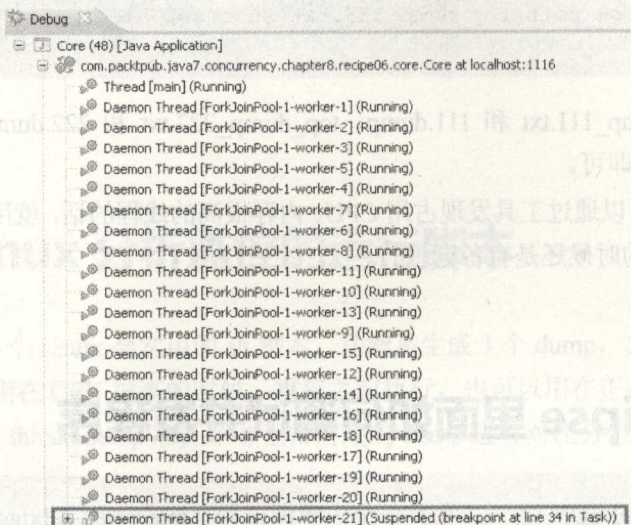 Debug
Core (48) [Java Application]
com.packtpub.java7.concurrency.chapter8.recipe06.core.Core at localhost:1116
Thread [main] (Running)
Daemon Thread [ForkJoinPool-1-worker-1] (Running)
Daemon Thread [ForkJoinPool-1-worker-2] (Running)
Daemon Thread [ForkJoinPool-1-worker-3] (Running)
Daemon Thread [ForkJoinPool-1-worker-5] (Running)
Daemon Thread [ForkJoinPool-1-worker-4] (Running)
Daemon Thread [ForkJoinPool-1-worker-7] (Running)
Daemon Thread [ForkJoinPool-1-worker-6] (Running)
Daemon Thread [ForkJoinPool-1-worker-8] (Running)
Daemon Thread [ForkJoinPool-1-worker-11] (Running)
Daemon Thread [ForkJoinPool-1-worker-10] (Running)
Daemon Thread [ForkJoinPool-1-worker-13] (Running)
Daemon Thread [ForkJoinPool-1-worker-9] (Running)
Daemon Thread [ForkJoinPool-1-worker-15] (Running)
Daemon Thread [ForkJoinPool-1-worker-12] (Running)
Daemon Thread [ForkJoinPool-1-worker-14] (Running)
Daemon Thread [ForkJoinPool-1-worker-16] (Running)
Daemon Thread [ForkJoinPool-1-worker-18] (Running)
Daemon Thread [ForkJoinPool-1-worker-17] (Running)
Daemon Thread [ForkJoinPool-1-worker-19] (Running)
Daemon Thread [ForkJoinPool-1-worker-20] (Running)
Daemon Thread [ForkJoinPool-1-worker-21] (Suspended (breakpoint at line 34 in Task))